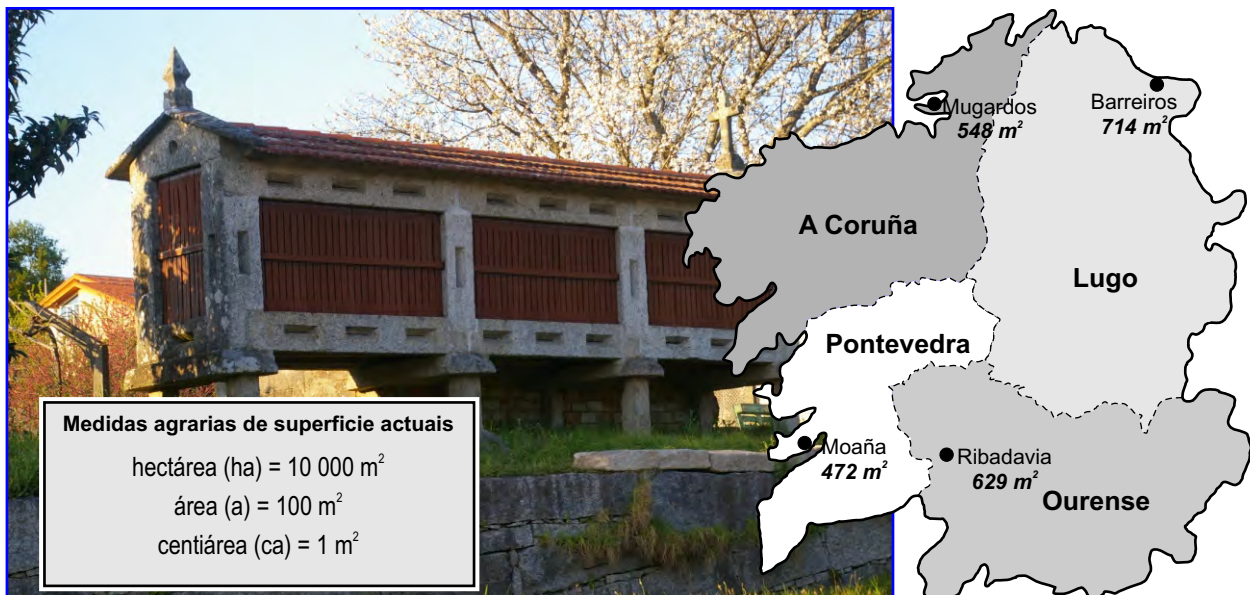 Mugardos
548 m²
Barreiros
714 m²
A Coruña
Lugo
Pontevedra
Moaña
472 m²
Ribadavia
629 m²
Ourense
Medidas agrarias de superficie actuais
hectárea (ha) = 10 000 m²
área (a) = 100 m²
centiárea (ca) = 1 m²